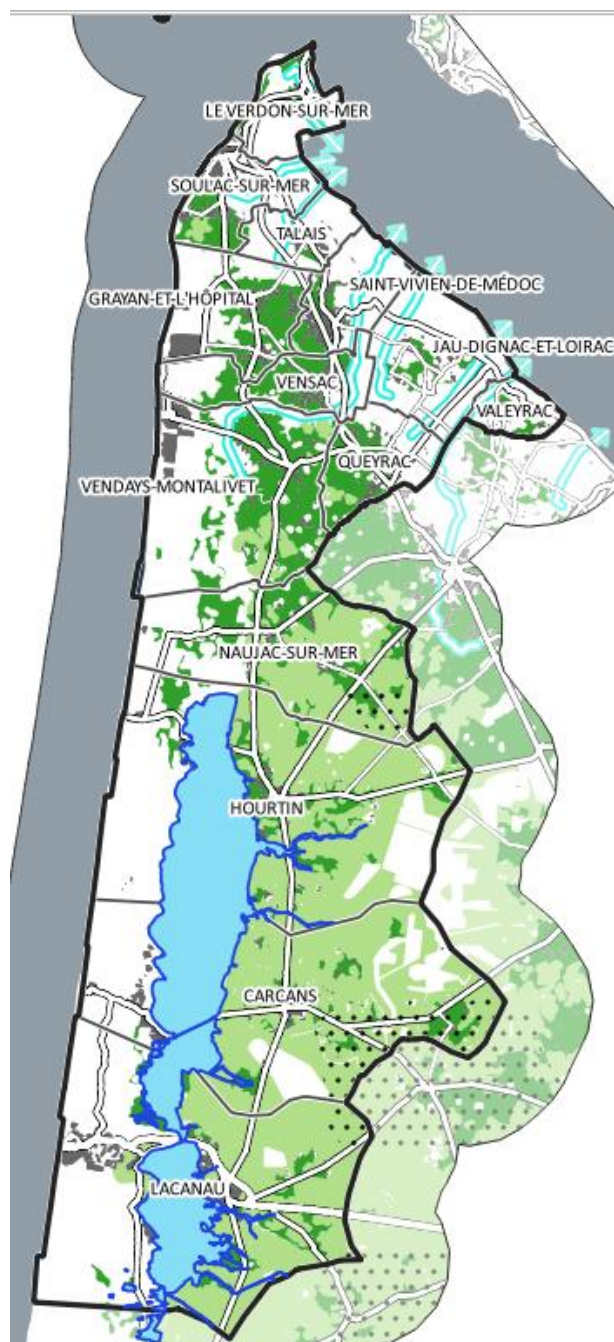 LE VERDON-SUR-MER
SOULAC-SUR-MER
TALAIS
SAINT-VIVIEN-DE-MÉDOC
GRAYAN-ET-L'HÔPITAL
JAU-DIGNAC-ET-LOIRAC
VENSAC
VALEYRAC
QUEYRAC
VENDAYS-MONTALIVET
NAUJAC-SUR-MER
HOURTIN
CARCANS
LACANAU